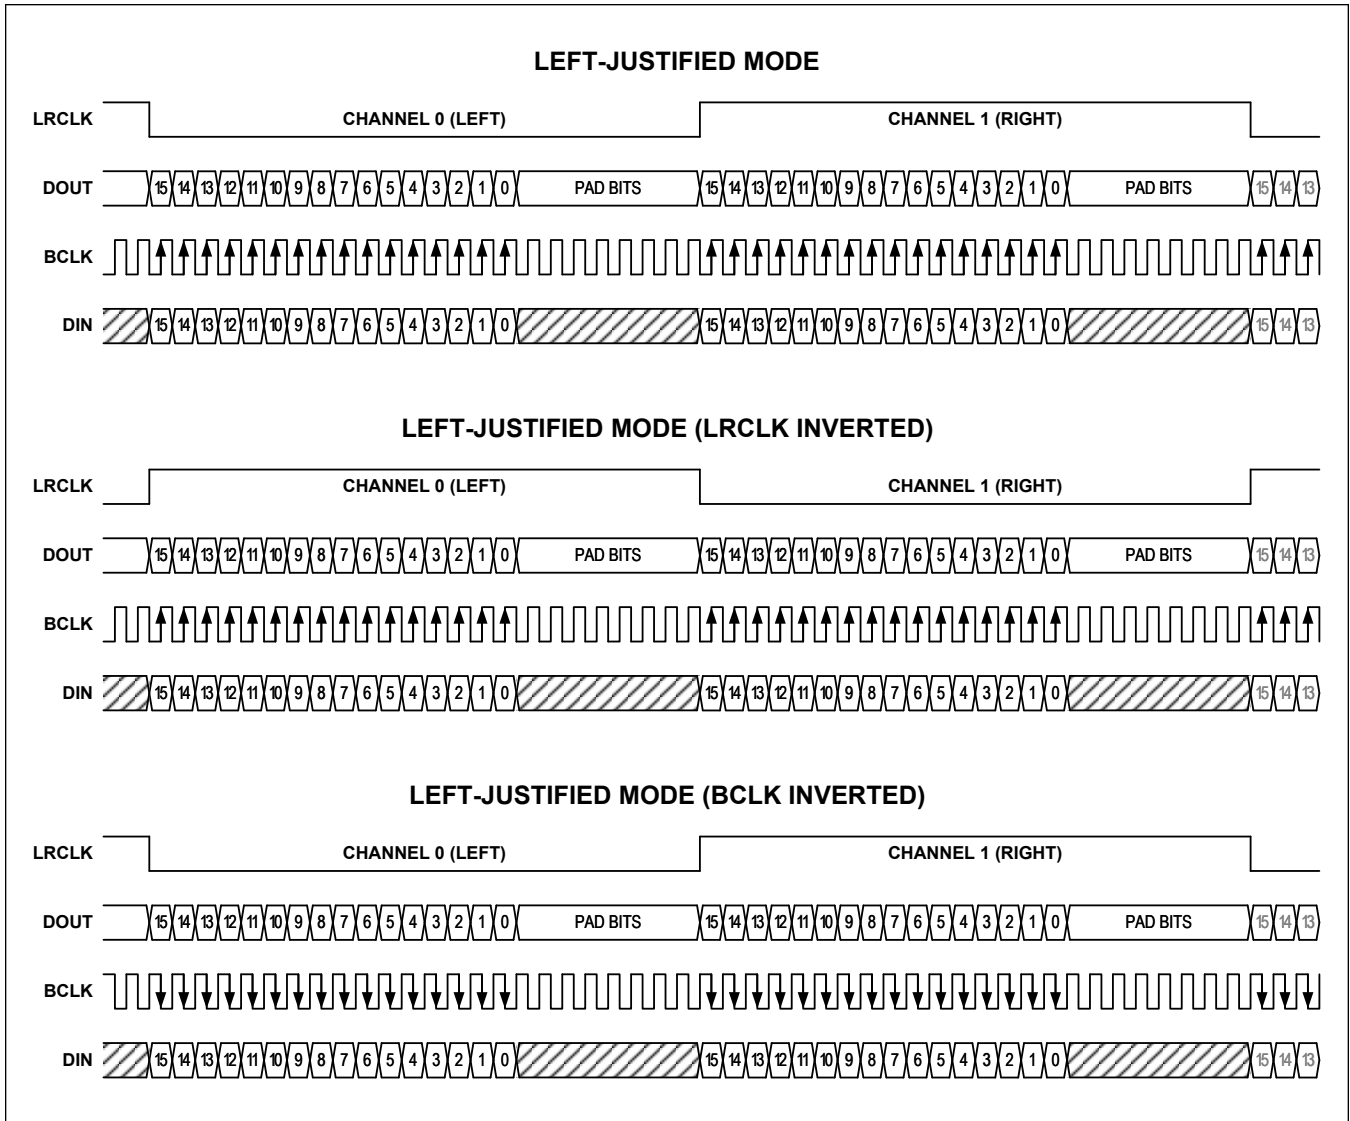 LEFT-JUSTIFIED MODE
LRCLK CHANNEL 0 (LEFT) CHANNEL 1 (RIGHT)
DOUT 15 14 13 12 11 10 9 8 7 6 5 4 3 2 1 0 PAD BITS 15 14 13 12 11 10 9 8 7 6 5 4 3 2 1 0 PAD BITS 15 14 13
BCLK
DIN 15 14 13 12 11 10 9 8 7 6 5 4 3 2 1 0 15 14 13 12 11 10 9 8 7 6 5 4 3 2 1 0 15 14 13
LEFT-JUSTIFIED MODE (LRCLK INVERTED)
LRCLK CHANNEL 0 (LEFT) CHANNEL 1 (RIGHT)
DOUT 15 14 13 12 11 10 9 8 7 6 5 4 3 2 1 0 PAD BITS 15 14 13 12 11 10 9 8 7 6 5 4 3 2 1 0 PAD BITS 15 14 13
BCLK
DIN 15 14 13 12 11 10 9 8 7 6 5 4 3 2 1 0 15 14 13 12 11 10 9 8 7 6 5 4 3 2 1 0 15 14 13
LEFT-JUSTIFIED MODE (BCLK INVERTED)
LRCLK CHANNEL 0 (LEFT) CHANNEL 1 (RIGHT)
DOUT 15 14 13 12 11 10 9 8 7 6 5 4 3 2 1 0 PAD BITS 15 14 13 12 11 10 9 8 7 6 5 4 3 2 1 0 PAD BITS 15 14 13
BCLK
DIN 15 14 13 12 11 10 9 8 7 6 5 4 3 2 1 0 15 14 13 12 11 10 9 8 7 6 5 4 3 2 1 0 15 14 13